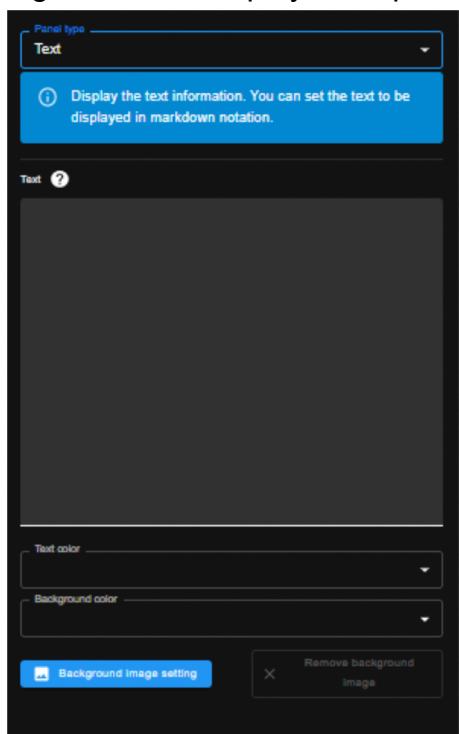 Panel type
Text
Display the text information. You can set the text to be
displayed in markdown notation.
Text ?
Text color
Background color
Background image setting
Remove background
image